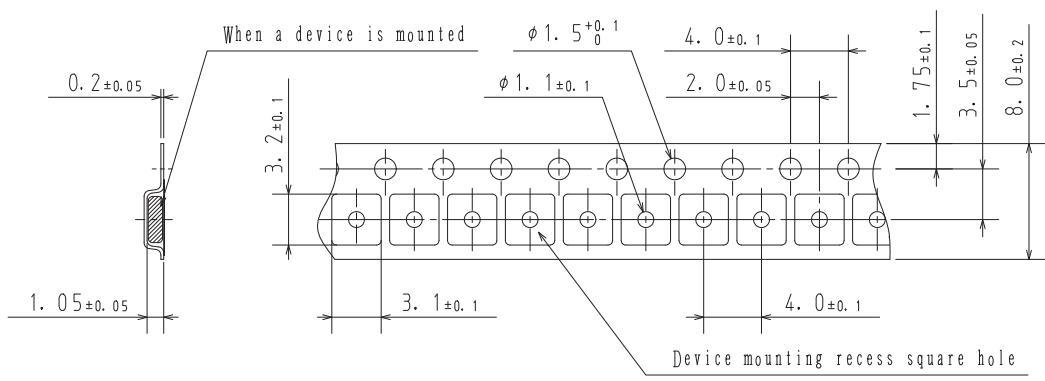 When a device is mounted
φ1.5 +0.1 0
4.0±0.1
0.2±0.05
φ1.1±0.1
2.0±0.05
3.2±0.1
1.75±0.1
3.5±0.05
8.0±0.2
1.05±0.05
3.1±0.1
4.0±0.1
Device mounting recess square hole